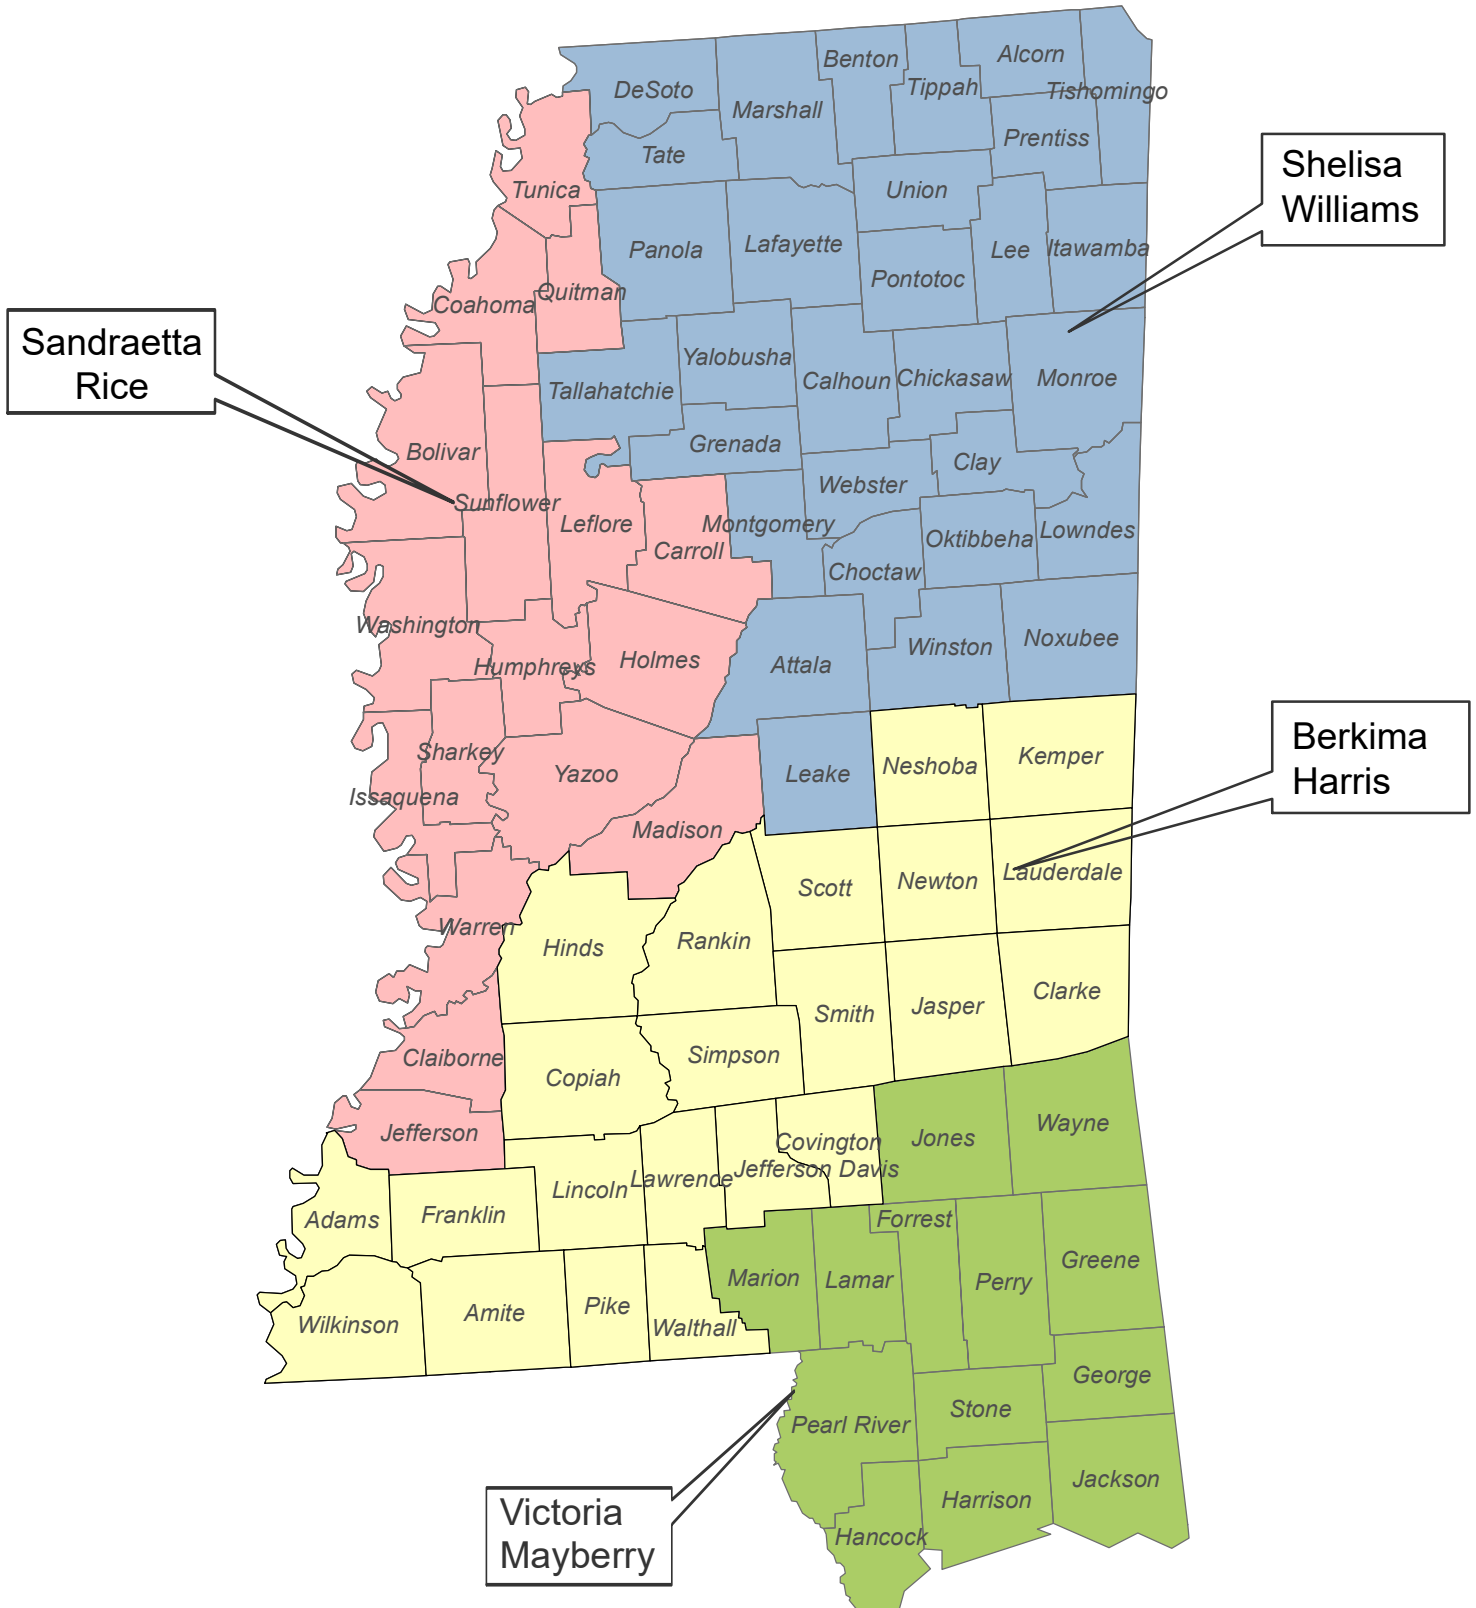 Benton
Alcorn
DeSoto
Tippah
Tishomingo
Marshall
Prentiss
Tate
Shelisa
Williams
Tunica
Union
Panola
Lafayette
Lee
Itawamba
Pontotoc
Quitman
Coahoma
Sandraetta
Rice
Yalobusha
Tallahatchie
Calhoun
Chickasaw
Monroe
Bolivar
Grenada
Clay
Webster
Sunflower
Leflore
Montgomery
Lowndes
Oktibbeha
Carroll
Choctaw
Washington
Noxubee
Winston
Humphreys
Holmes
Attala
Berkima
Harris
Sharkey
Kemper
Neshoba
Yazoo
Leake
Issaquena
Madison
Lauderdale
Newton
Scott
Warren
Hinds
Rankin
Clarke
Jasper
Smith
Claiborne
Simpson
Copiah
Jefferson
Wayne
Jones
Covington
Jefferson Davis
Lawrence
Lincoln
Adams
Franklin
Forrest
Greene
Marion
Lamar
Perry
Pike
Amite
Wilkinson
Walthall
George
Stone
Pearl River
Jackson
Harrison
Victoria
Mayberry
Hancock